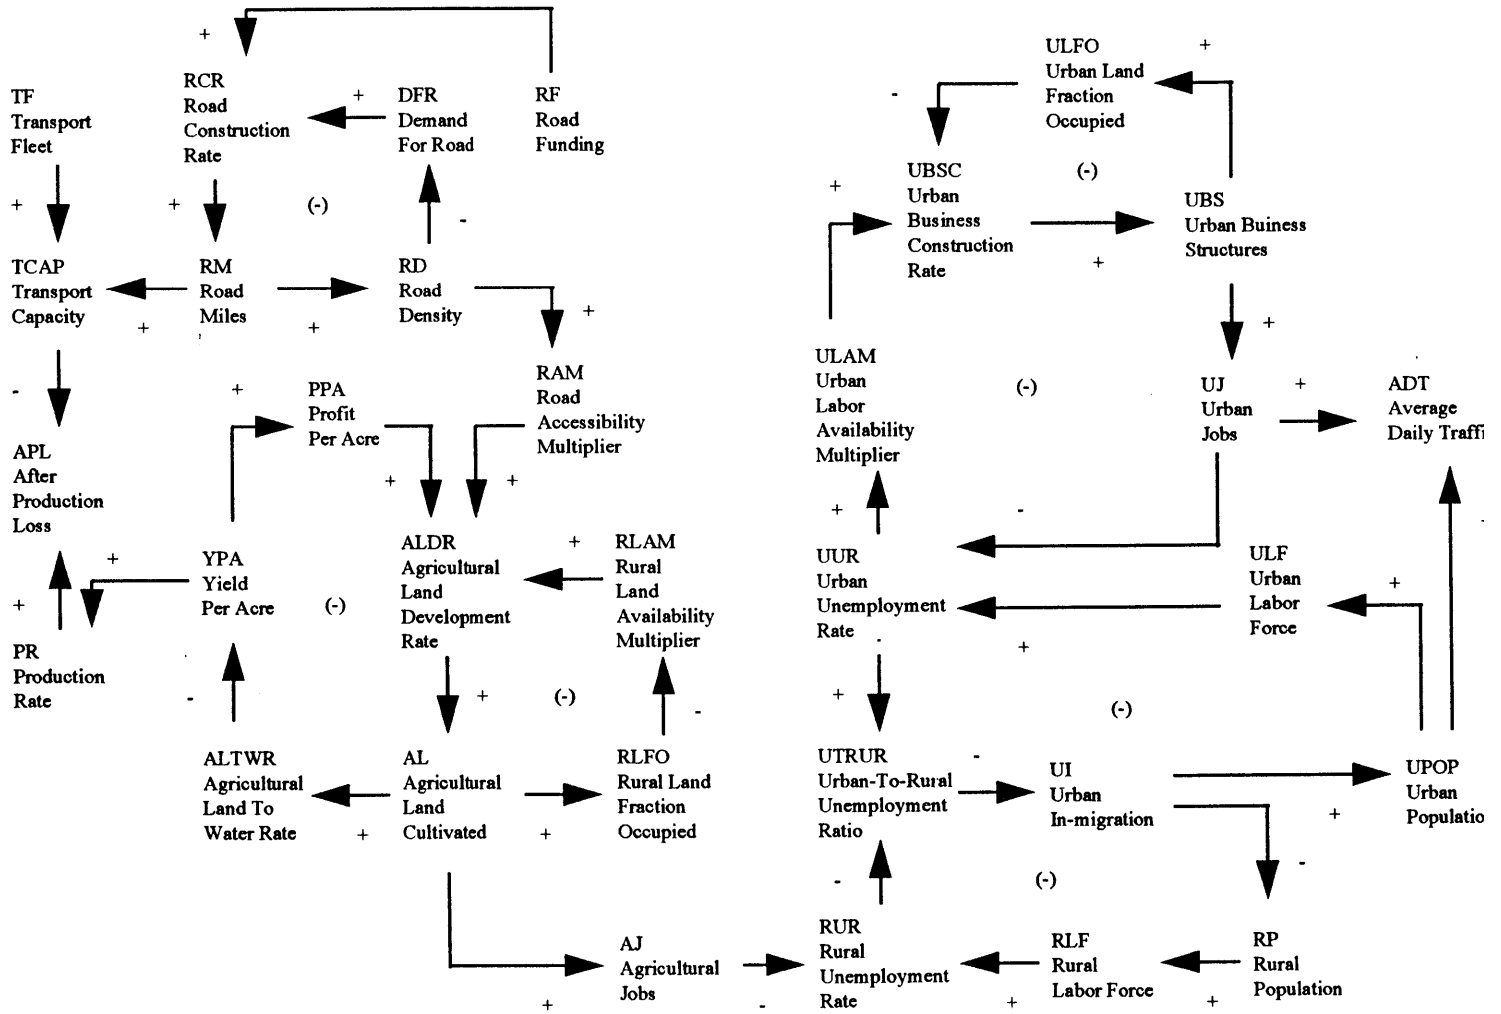 +
RCR
Road
Construction
Rate
TF
Transport
Fleet
+
DFR
Demand
For Road
RF
Road
Funding
+
+
(-)
-
TCAP
Transport
Capacity
RM
Road
Miles
RD
Road
Density
+
+
+
-
+
PPA
Profit
Per Acre
RAM
Road
Accessibility
Multiplier
APL
After
Production
Loss
+
+
+
YPA
Yield
Per Acre
(-)
ALDR
Agricultural
Land
Development
Rate
+
RLAM
Rural
Land
Availability
Multiplier
+
PR
Production
Rate
-
+
(-)
-
ALTWR
Agricultural
Land To
Water Rate
+
AL
Agricultural
Land
Cultivated
+
RLFO
Rural Land
Fraction
Occupied
AJ
Agricultural
Jobs
+
-
ULFO
Urban Land
Fraction
Occupied
+
-
UBSC
Urban
Business
Construction
Rate
(-)
+
UBS
Urban Buiness
Structures
+
+
ULAM
Urban
Labor
Availability
Multiplier
(-)
UJ
Urban
Jobs
+
ADT
Average
Daily Traffi
+
-
-
UUR
Urban
Unemployment
Rate
ULF
Urban
Labor
Force
+
+
+
(-)
UTRUR
Urban-To-Rural
Unemployment
Ratio
-
UI
Urban
In-migration
UPOP
Urban
Populatio
+
-
-
(-)
RUR
Rural
Unemployment
Rate
RLF
Rural
Labor Force
RP
Rural
Population
+
+